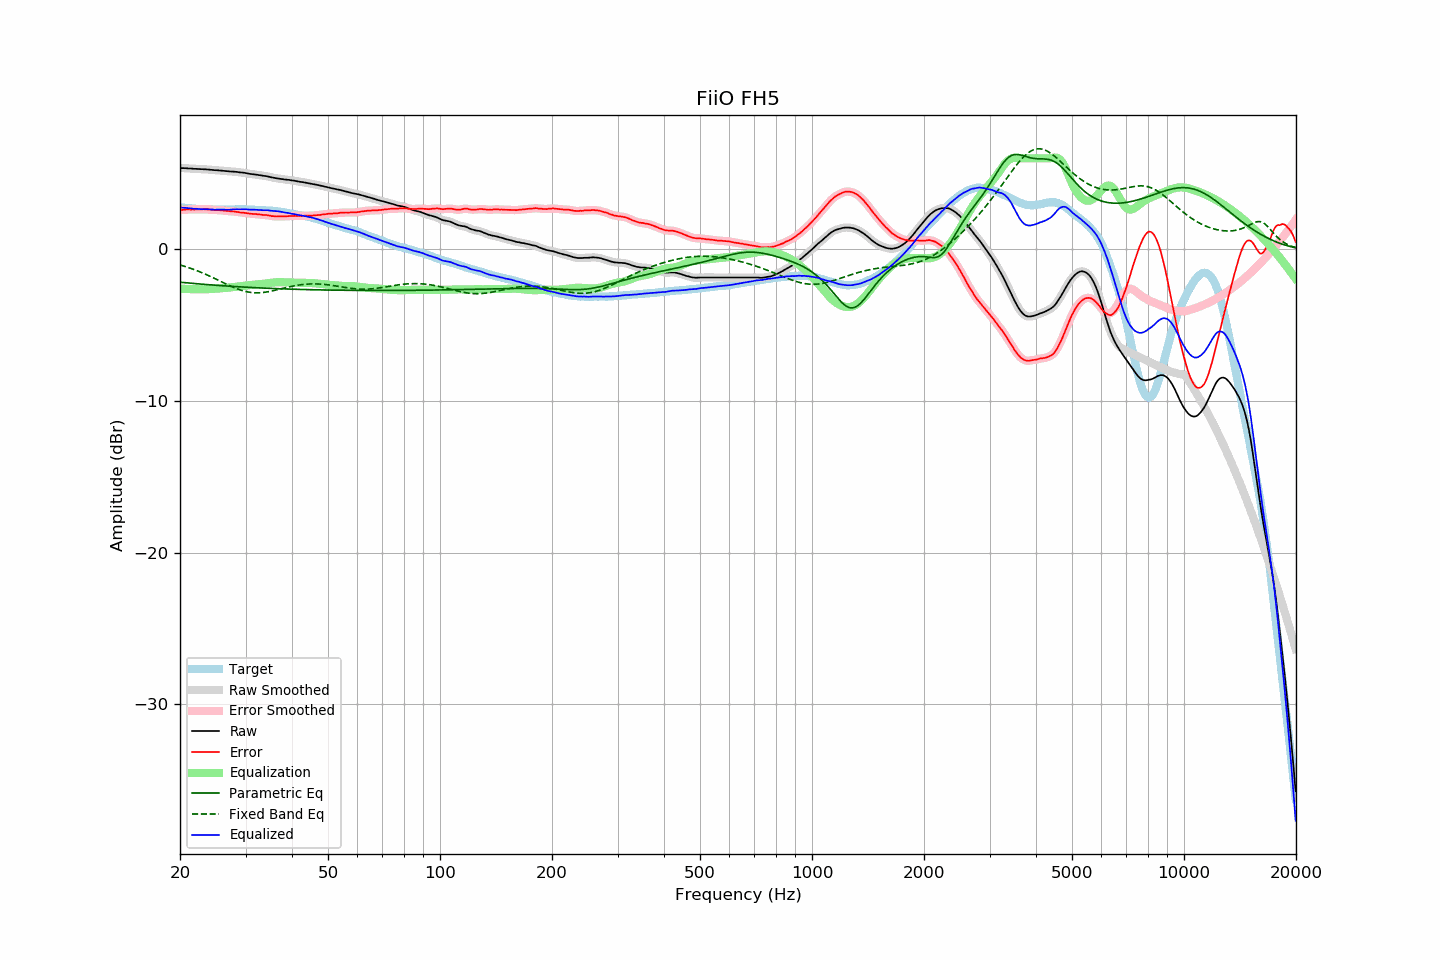 FiiO FH5
Amplitude (dBr)
0
−10
−20
−30
Target
Raw Smoothed
Error Smoothed
Raw
Error
Equalization
Parametric Eq
Fixed Band Eq
Equalized
20 50 100 200 500 1000 2000 5000 10000 20000
Frequency (Hz)